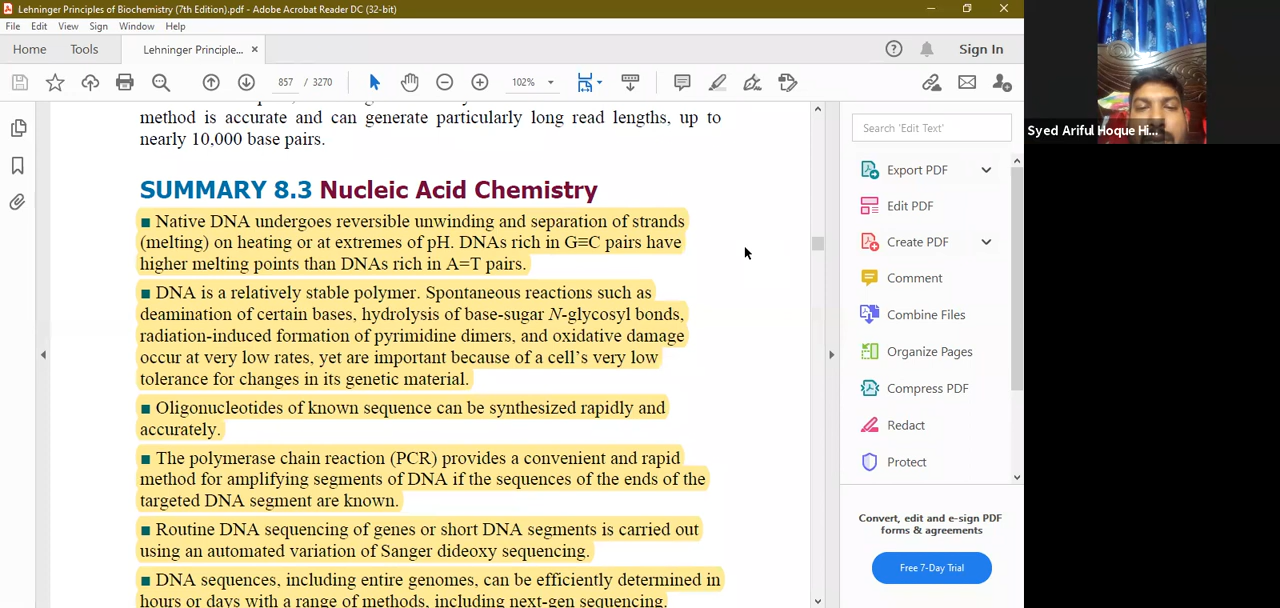 Lehninger Principles of Biochemistry (7th Edition).pdf - Adobe Acrobat Reader DC (32-bit)
File Edit View Sign Window Help
Home Tools Lehninger Principle... × Sign In
857 / 3270 102%
method is accurate and can generate particularly long read lengths, up to
nearly 10,000 base pairs.
SUMMARY 8.3 Nucleic Acid Chemistry
■ Native DNA undergoes reversible unwinding and separation of strands
(melting) on heating or at extremes of pH. DNAs rich in G≡C pairs have
higher melting points than DNAs rich in A=T pairs.
■ DNA is a relatively stable polymer. Spontaneous reactions such as
deamination of certain bases, hydrolysis of base-sugar N-glycosyl bonds,
radiation-induced formation of pyrimidine dimers, and oxidative damage
occur at very low rates, yet are important because of a cell's very low
tolerance for changes in its genetic material.
■ Oligonucleotides of known sequence can be synthesized rapidly and
accurately.
■ The polymerase chain reaction (PCR) provides a convenient and rapid
method for amplifying segments of DNA if the sequences of the ends of the
targeted DNA segment are known.
■ Routine DNA sequencing of genes or short DNA segments is carried out
using an automated variation of Sanger dideoxy sequencing.
■ DNA sequences, including entire genomes, can be efficiently determined in
hours or days with a range of methods, including next-gen sequencing.
Search 'Edit Text'
Export PDF
Edit PDF
Create PDF
Comment
Combine Files
Organize Pages
Compress PDF
Redact
Protect
Convert, edit and e-sign PDF
forms & agreements
Free 7-Day Trial
Syed Ariful Hoque Hi...